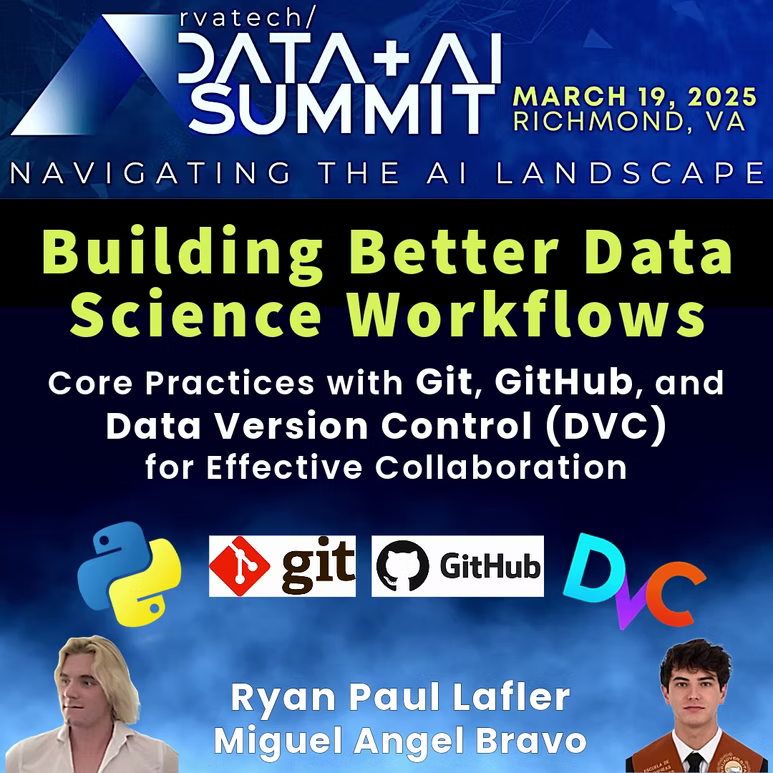 rvatech/
DATA+AI
SUMMIT
MARCH 19, 2025
RICHMOND, VA
NAVIGATING THE AI LANDSCAPE
Building Better Data
Science Workflows
Core Practices with Git, GitHub, and
Data Version Control (DVC)
for Effective Collaboration
git
GitHub
DVC
Ryan Paul Lafler
Miguel Angel Bravo